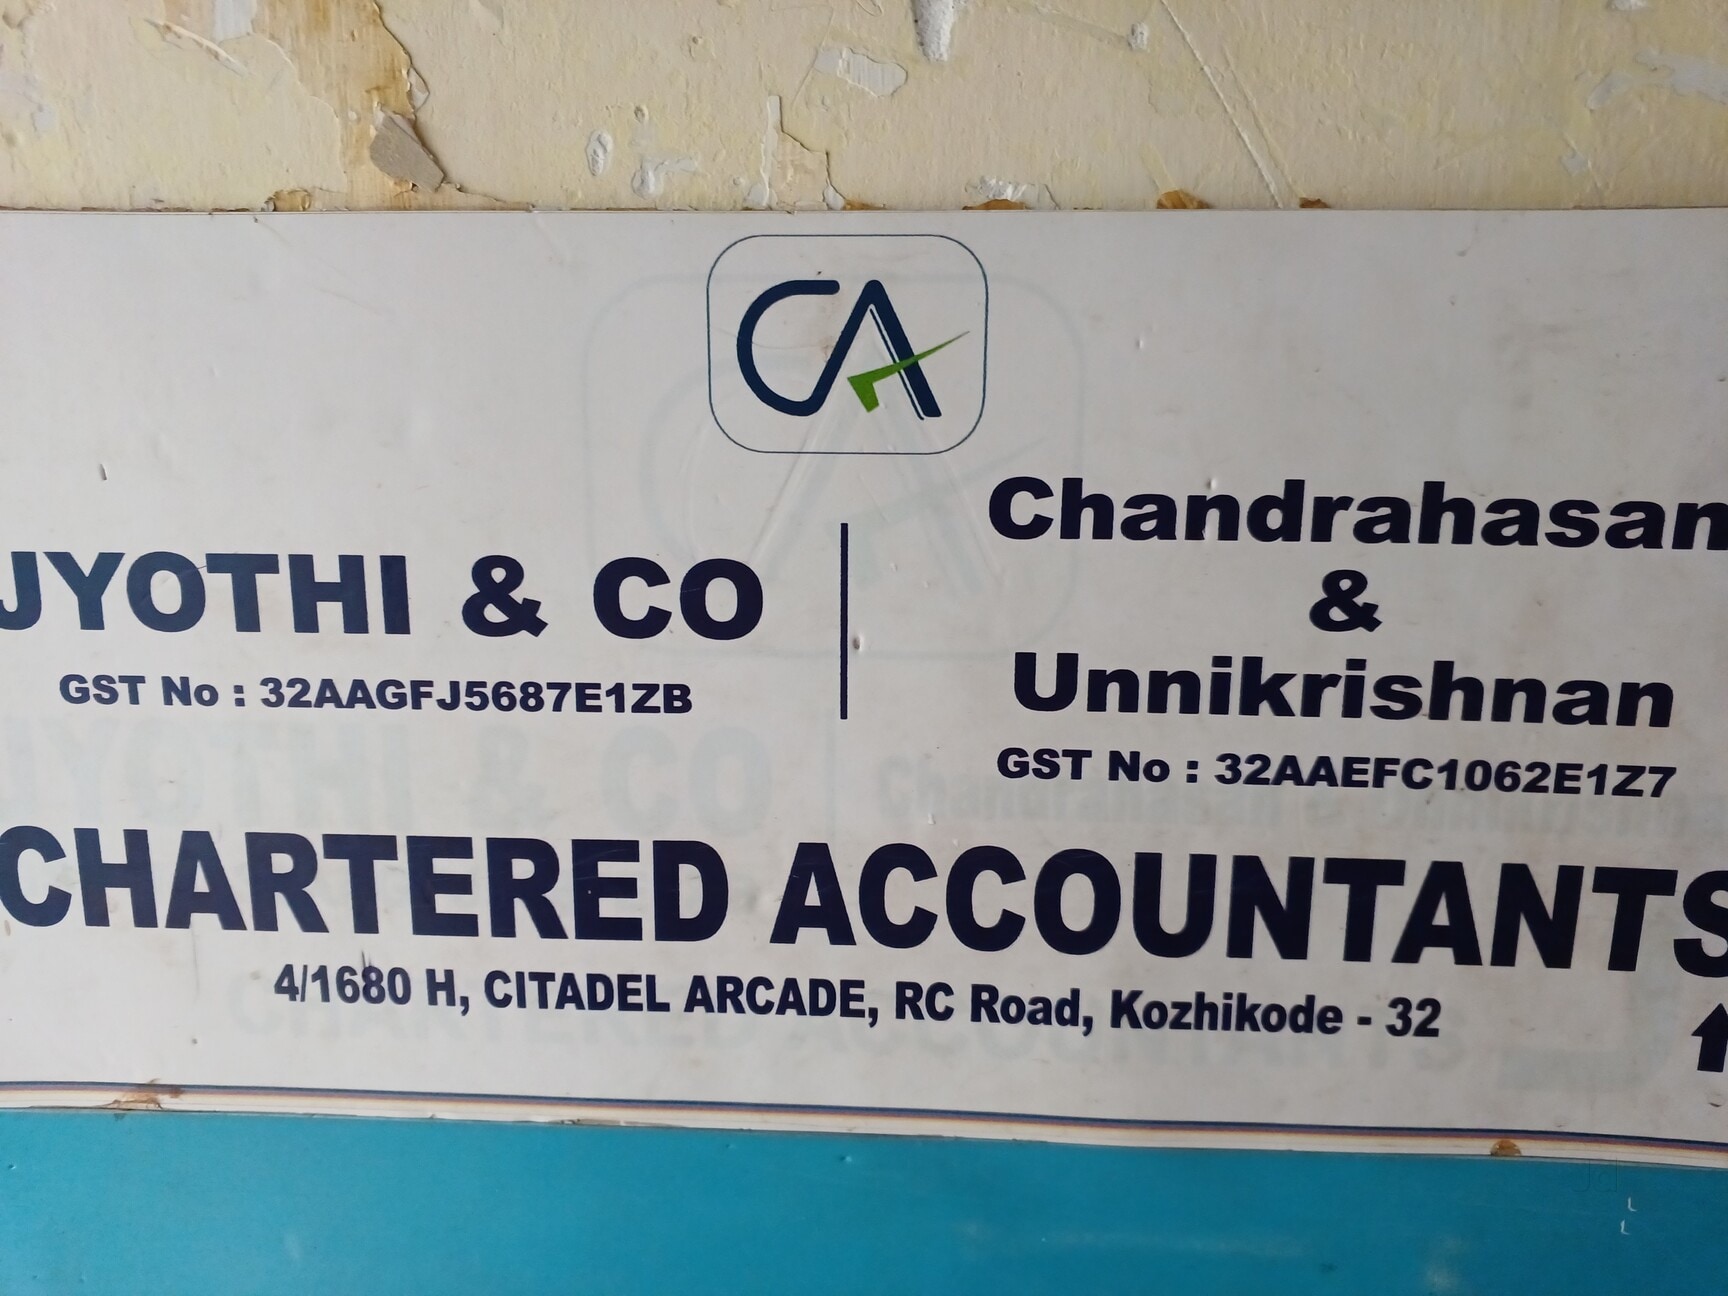 CA
JYOTHI & CO
GST No : 32AAGFJ5687E1ZB
Chandrahasan
&
Unnikrishnan
GST No : 32AAEFC1062E1Z7
CHARTERED ACCOUNTANTS
4/1680 H, CITADEL ARCADE, RC Road, Kozhikode - 32